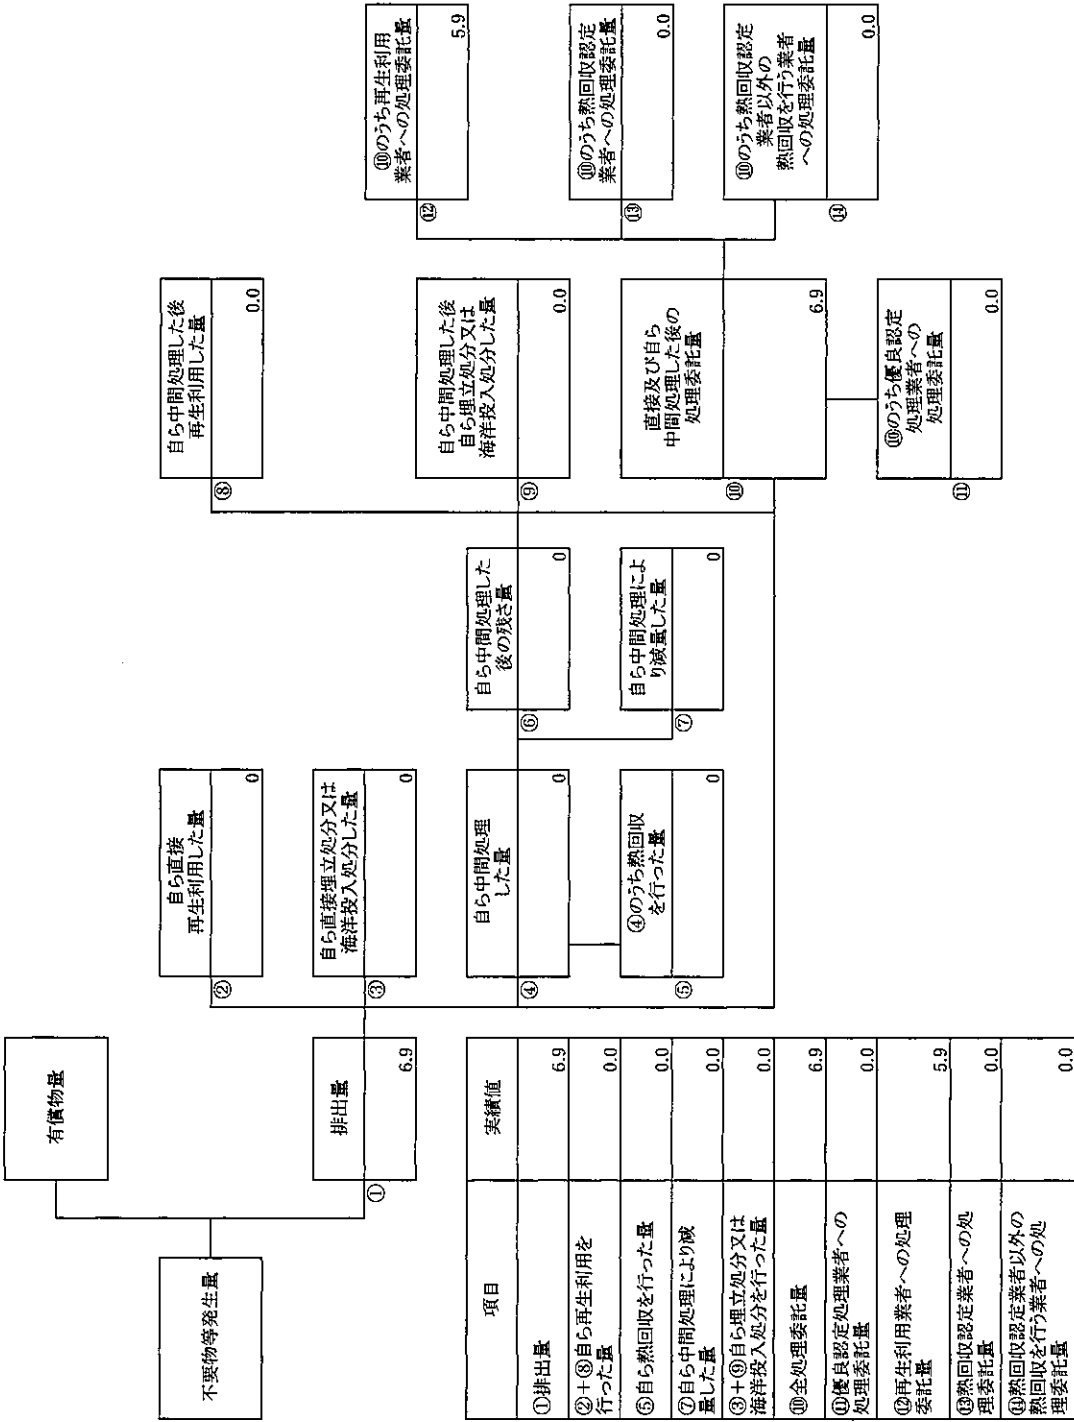 有償物量
不要物等発生量
①
排出量
6.9
②
自ら直接
再生利用した量
0
③
自ら直接埋立処分又は
海洋投入処分した量
0
④
自ら中間処理
した量
0
⑤
④のうち熱回収
を行った量
0
⑥
自ら中間処理した
後の残さ量
0
⑦
自ら中間処理によ
り減量した量
0
⑧
自ら中間処理した後
再生利用した量
0.0
⑨
自ら中間処理した後
自ら埋立処分又は
海洋投入処分した量
0.0
⑩
直接及び自ら
中間処理した後の
処理委託量
6.9
⑪
⑩のうち優良認定
処理業者への
処理委託量
0.0
⑫
⑩のうち再生利用
業者への処理委託量
5.9
⑬
⑩のうち熱回収認定
業者への処理委託量
0.0
⑭
⑩のうち熱回収認定
業者以外の
熱回収を行う業者
への処理委託量
0.0
項目 実績値
①排出量 6.9
②+⑧自ら再生利用を
行った量 0.0
⑤自ら熱回収を行った量 0.0
⑦自ら中間処理により減
量した量 0.0
③+⑨自ら埋立処分又は
海洋投入処分を行った量 0.0
⑩全処理委託量 6.9
⑪優良認定処理業者への
処理委託量 0.0
⑫再生利用業者への処理
委託量 5.9
⑬熱回収認定業者への処
理委託量 0.0
⑭熱回収認定業者以外の
熱回収を行う業者への処
理委託量 0.0